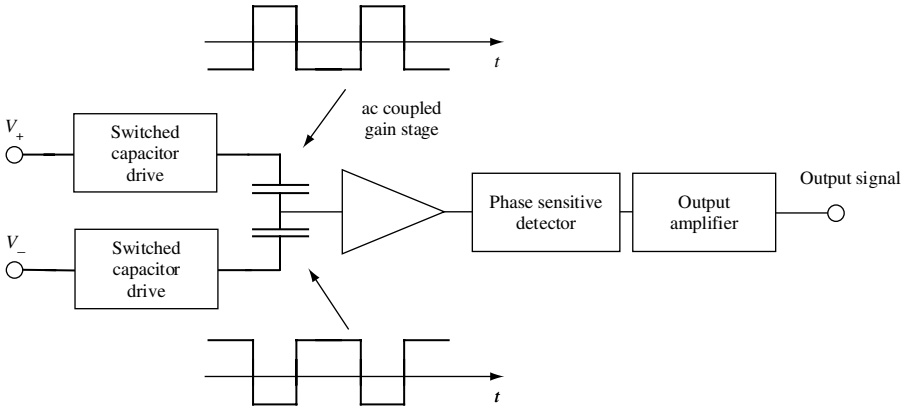 t
ac coupled
gain stage
V+
Switched
capacitor
drive
Phase sensitive
detector
Output
amplifier
Output signal
V−
Switched
capacitor
drive
t